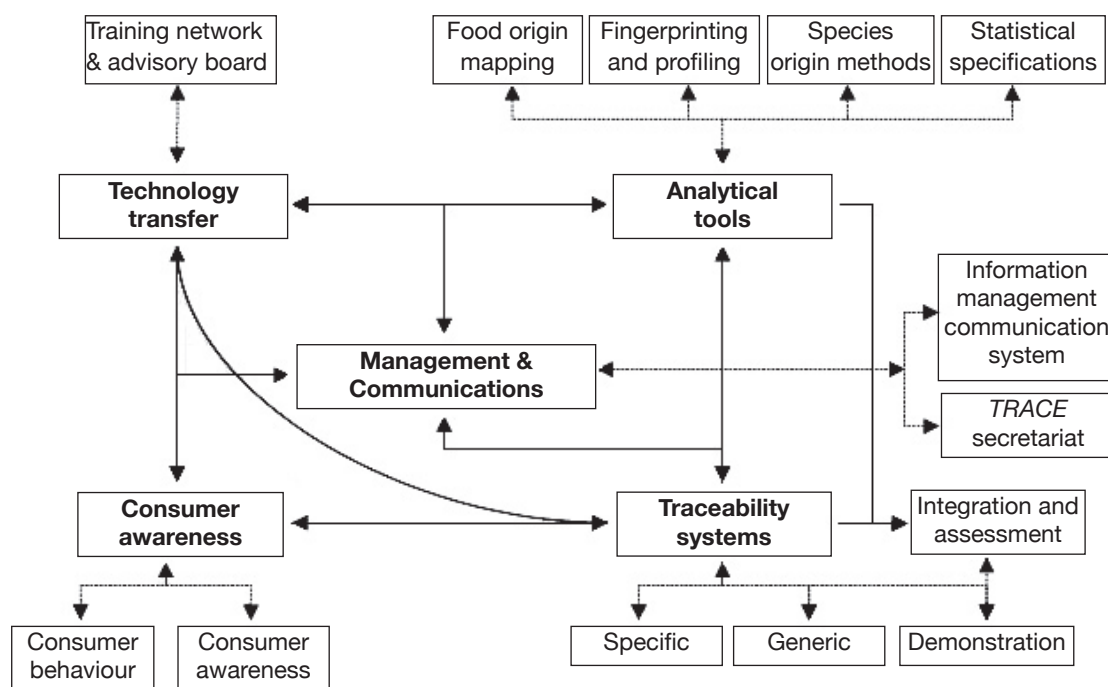 Training network
& advisory board
Food origin
mapping
Fingerprinting
and profiling
Species
origin methods
Statistical
specifications
Technology
transfer
Analytical
tools
Information
management
communication
system
Management &
Communications
TRACE
secretariat
Consumer
awareness
Traceability
systems
Integration and
assessment
Consumer
behaviour
Consumer
awareness
Specific
Generic
Demonstration